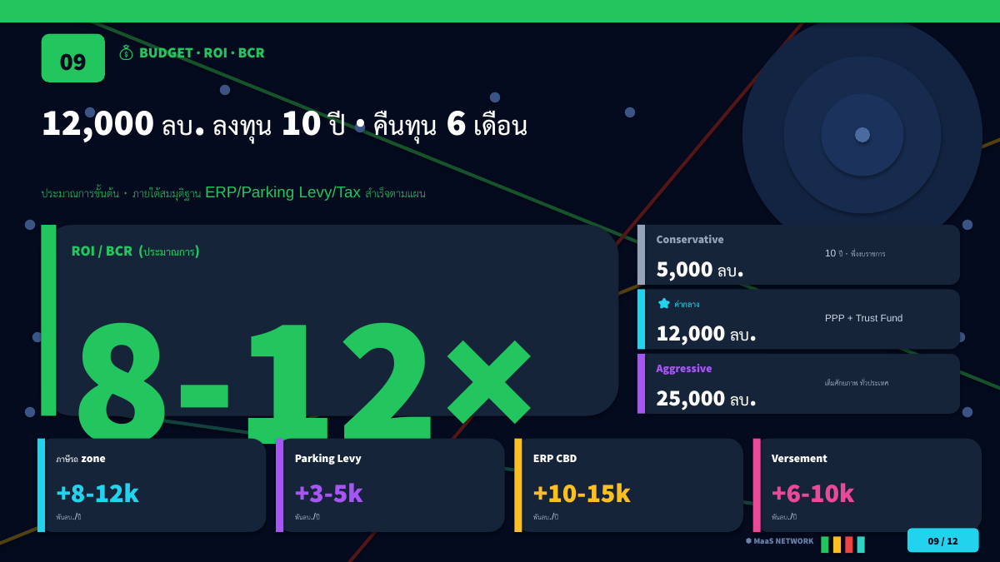 09
BUDGET · ROI · BCR
12,000 ลบ. ลงทุน 10 ปี • คืนทุน 6 เดือน
ประมาณการขั้นต้น · ภายใต้สมมุติฐาน ERP/Parking Levy/Tax สำเร็จตามแผน
ROI / BCR (ประมาณการ)
8-12×
Conservative
5,000 ลบ.
10 ปี · พึ่งงบราชการ
ค่ากลาง
12,000 ลบ.
PPP + Trust Fund
Aggressive
25,000 ลบ.
เต็มศักยภาพ ทั่วประเทศ
ภาษีรถ zone
+8-12k
พันลบ./ปี
Parking Levy
+3-5k
พันลบ./ปี
ERP CBD
+10-15k
พันลบ./ปี
Versement
+6-10k
พันลบ./ปี
MaaS NETWORK
09 / 12